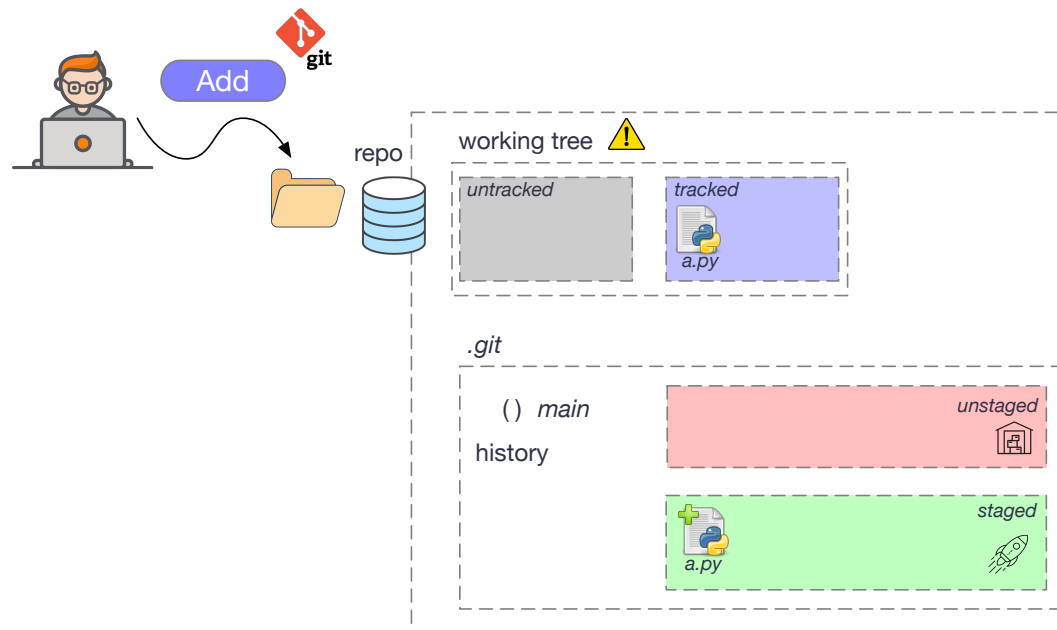 git
Add
repo
working tree
untracked
tracked
a.py
.git
( ) main
unstaged
history
staged
a.py